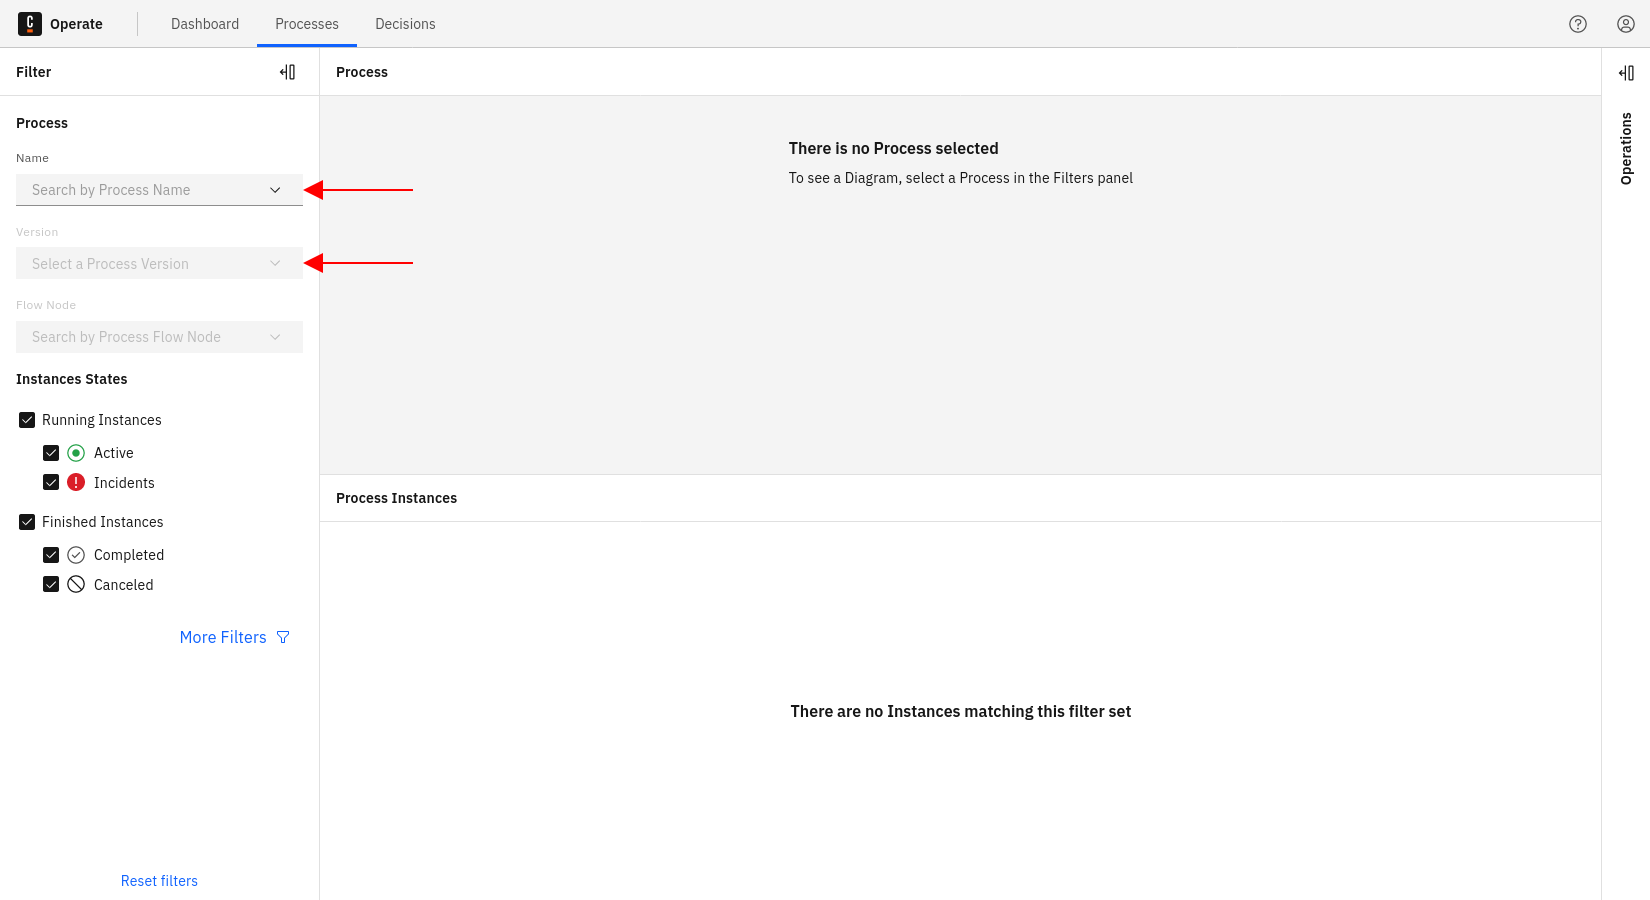 Operate
Dashboard
Processes
Decisions
Filter
Process
Name
Search by Process Name
Version
Select a Process Version
Flow Node
Search by Process Flow Node
Instances States
Running Instances
Active
Incidents
Finished Instances
Completed
Canceled
More Filters
Reset filters
Process
There is no Process selected
To see a Diagram, select a Process in the Filters panel
Process Instances
There are no Instances matching this filter set
Operations